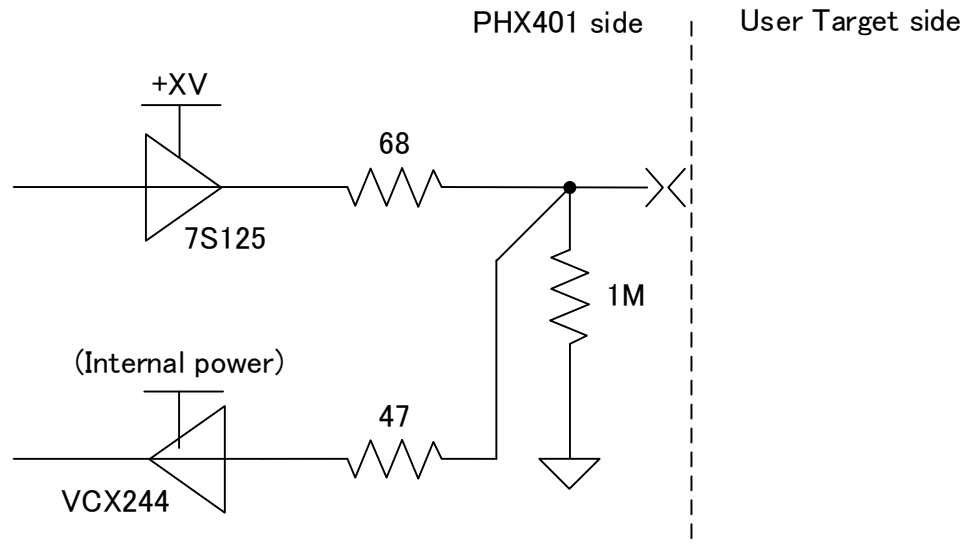 PHX401 side
User Target side
+XV
68
7S125
1M
(Internal power)
47
VCX244